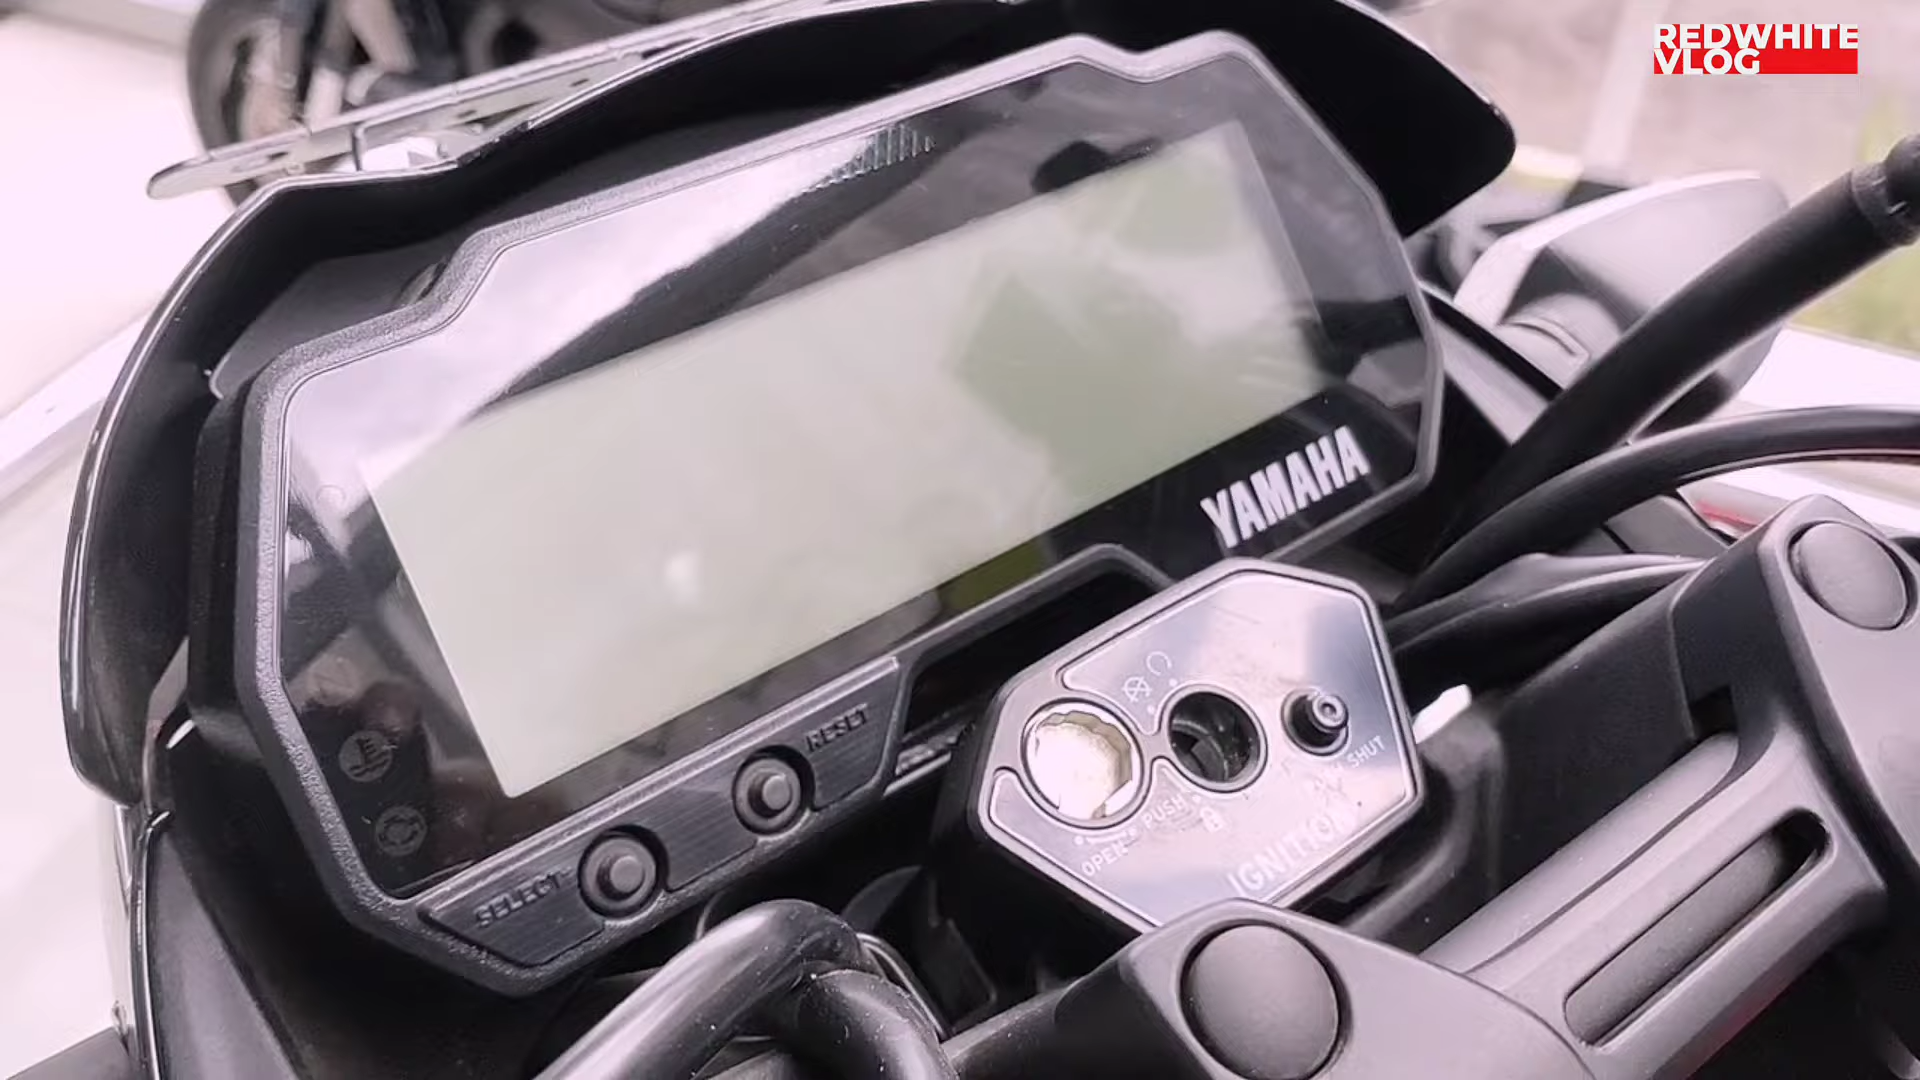 REDWHITE
VLOG
YAMAHA
RESET
SELECT
SHUT
PUSH
OPEN
IGNITION